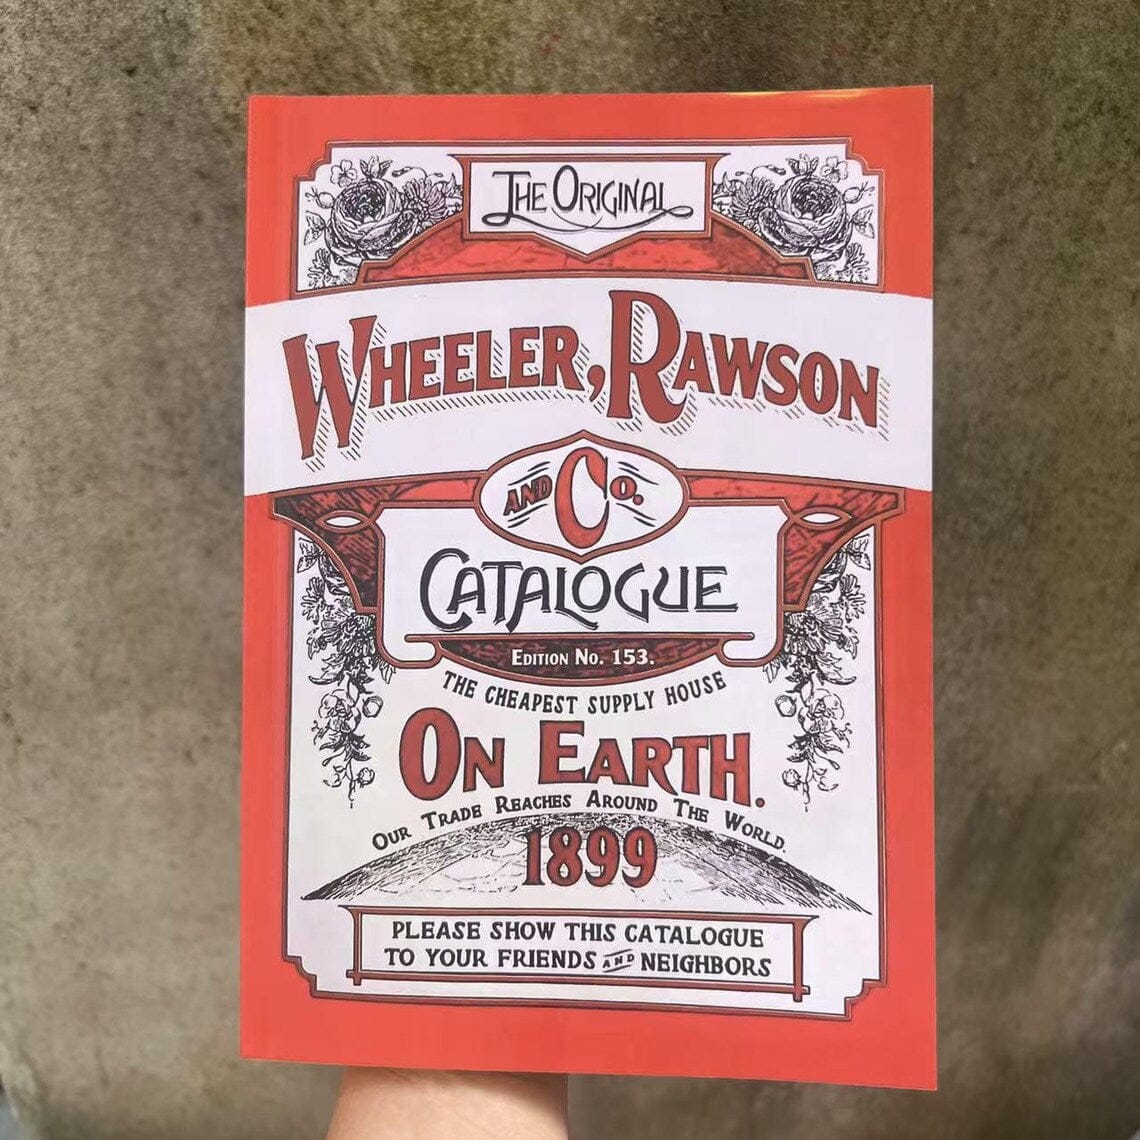 THE ORIGINAL
WHEELER, RAWSON
AND CO.
CATALOGUE
EDITION NO. 153.
THE CHEAPEST SUPPLY HOUSE
ON EARTH.
OUR TRADE REACHES AROUND THE WORLD.
1899
PLEASE SHOW THIS CATALOGUE
TO YOUR FRIENDS AND NEIGHBORS